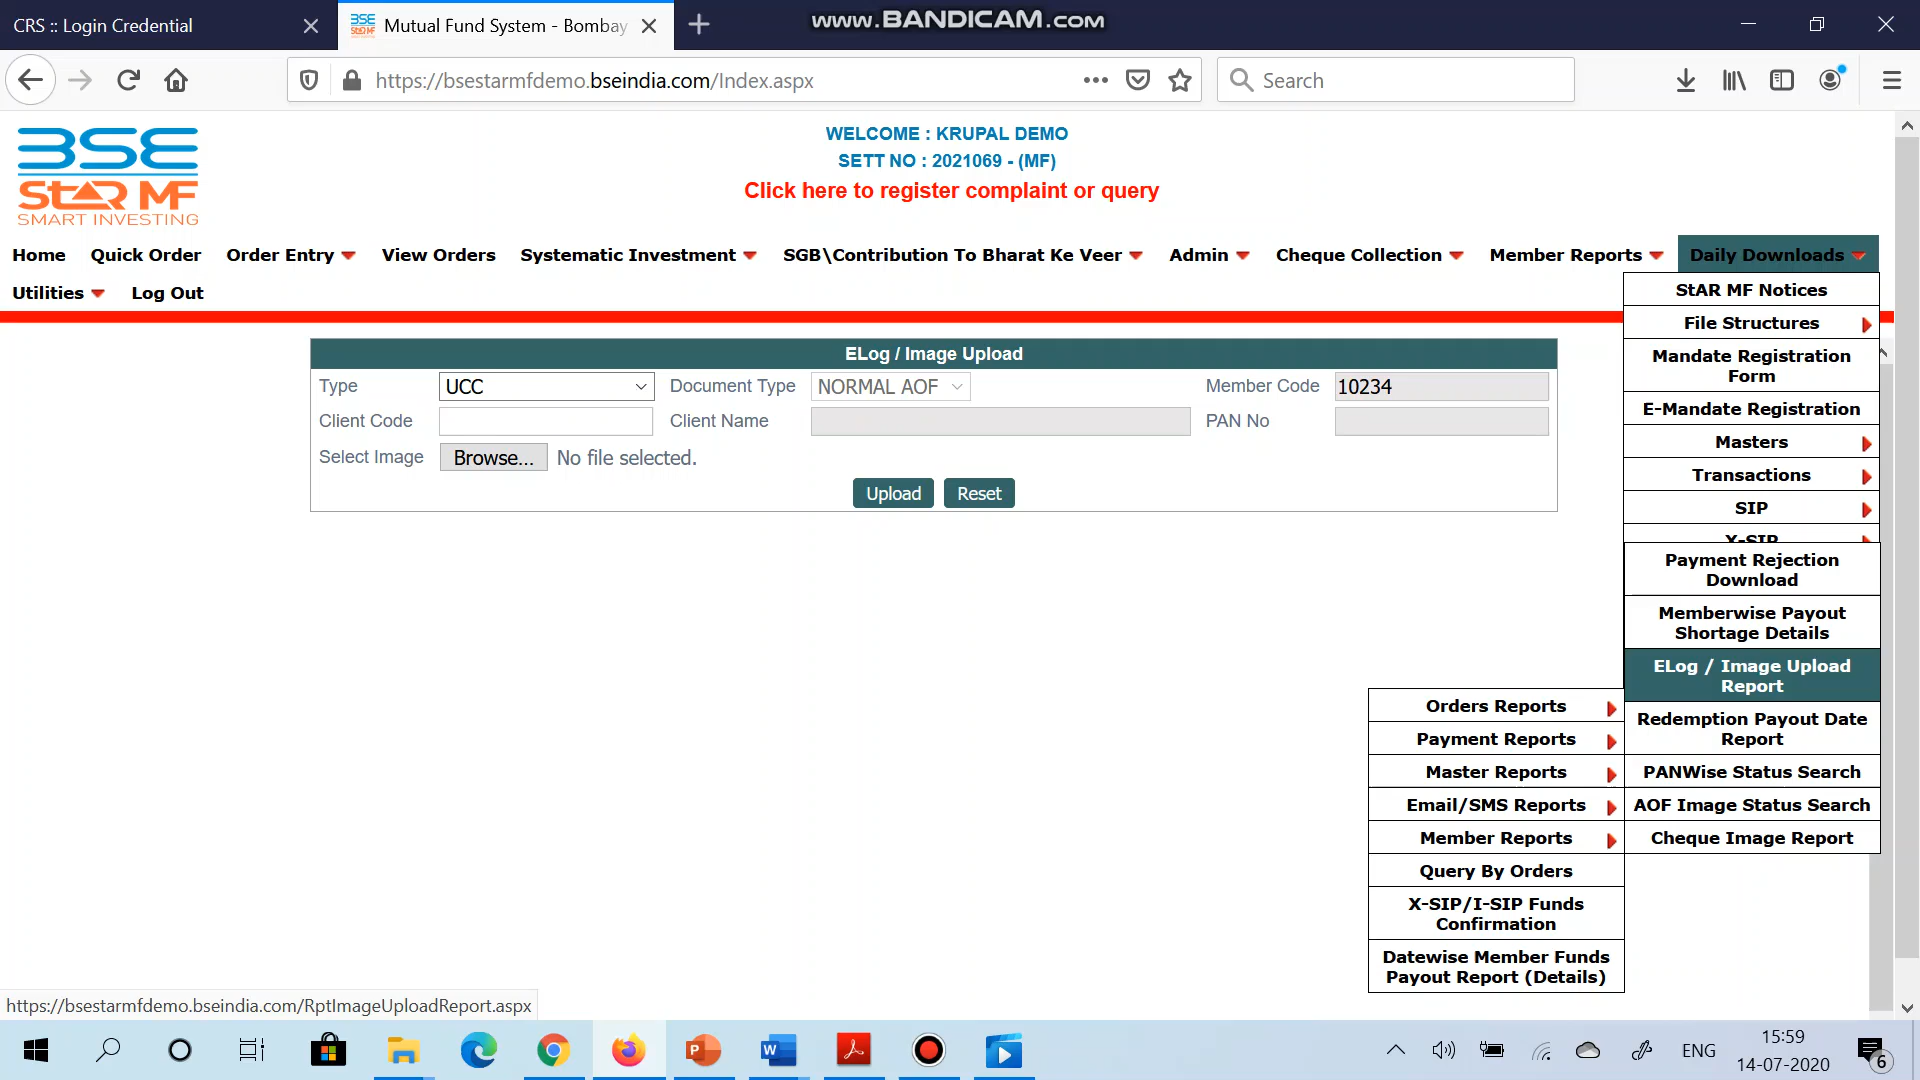 CRS :: Login Credential
Mutual Fund System - Bombay
www.BANDICAM.com
https://bsestarmfdemo.bseindia.com/Index.aspx
Search
BSE
StAR MF
SMART INVESTING
WELCOME : KRUPAL DEMO
SETT NO : 2021069 - (MF)
Click here to register complaint or query
Home Quick Order Order Entry View Orders Systematic Investment SGB\Contribution To Bharat Ke Veer Admin Cheque Collection Member Reports Daily Downloads
Utilities Log Out
StAR MF Notices
File Structures
Mandate Registration
Form
E-Mandate Registration
Masters
Transactions
SIP
X-SIP
Payment Rejection
Download
Memberwise Payout
Shortage Details
ELog / Image Upload
Report
Redemption Payout Date
Report
PANWise Status Search
AOF Image Status Search
Cheque Image Report
ELog / Image Upload
Type UCC Document Type NORMAL AOF Member Code 10234
Client Code Client Name PAN No
Select Image Browse... No file selected.
Upload Reset
Orders Reports
Payment Reports
Master Reports
Email/SMS Reports
Member Reports
Query By Orders
X-SIP/I-SIP Funds
Confirmation
Datewise Member Funds
Payout Report (Details)
https://bsestarmfdemo.bseindia.com/RptImageUploadReport.aspx
ENG
15:59
14-07-2020
6